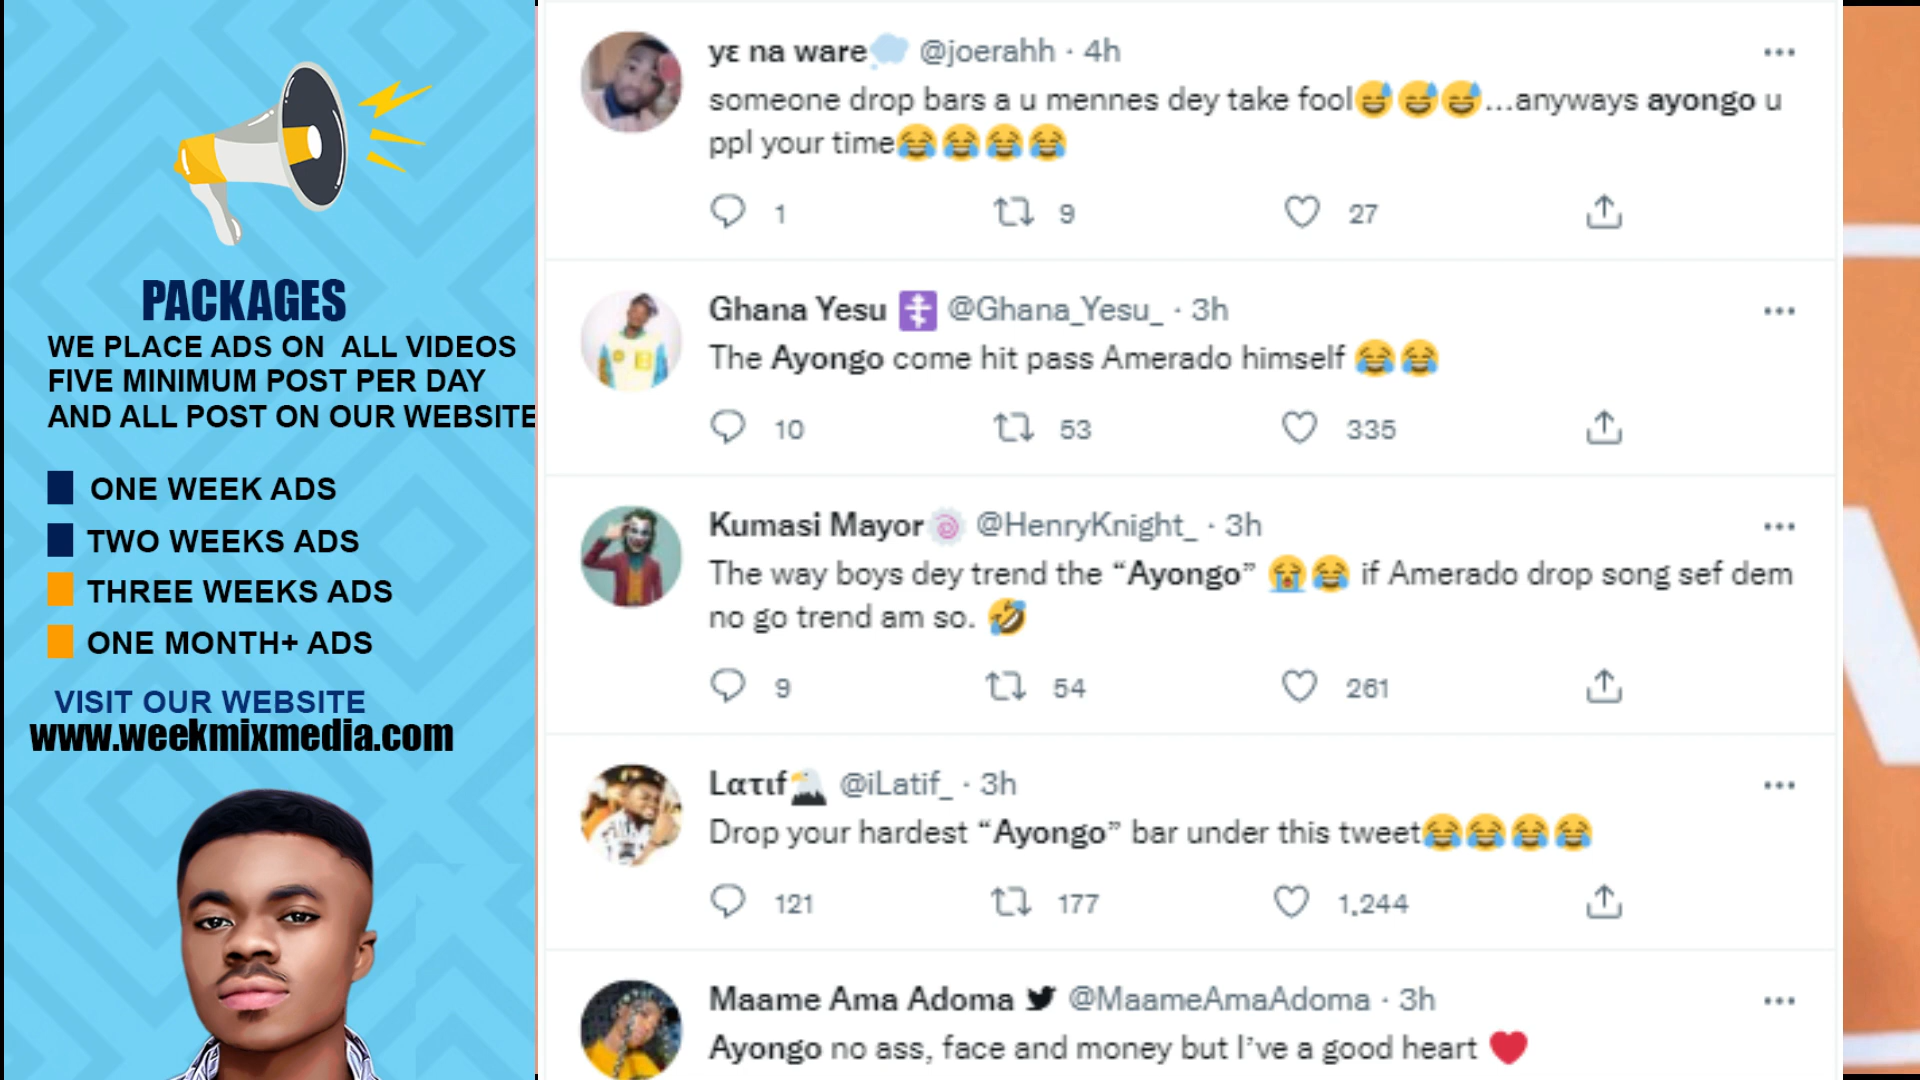 PACKAGES
WE PLACE ADS ON ALL VIDEOS
FIVE MINIMUM POST PER DAY
AND ALL POST ON OUR WEBSITE
ONE WEEK ADS
TWO WEEKS ADS
THREE WEEKS ADS
ONE MONTH+ ADS
VISIT OUR WEBSITE
www.weekmixmedia.com
yɛ na ware @joerahh · 4h
someone drop bars a u mennes dey take fool😅😅😅...anyways ayongo u
ppl your time😂😂😂😂
1 9 27
Ghana Yesu ☦️ @Ghana_Yesu_ · 3h
The Ayongo come hit pass Amerado himself 😂😂
10 53 335
Kumasi Mayor🍥 @HenryKnight_ · 3h
The way boys dey trend the “Ayongo” 😭😂 if Amerado drop song sef dem
no go trend am so. 🤣
9 54 261
Lατιf @iLatif_ · 3h
Drop your hardest “Ayongo” bar under this tweet😂😂😂😂
121 177 1,244
Maame Ama Adoma @MaameAmaAdoma · 3h
Ayongo no ass, face and money but I’ve a good heart ❤️